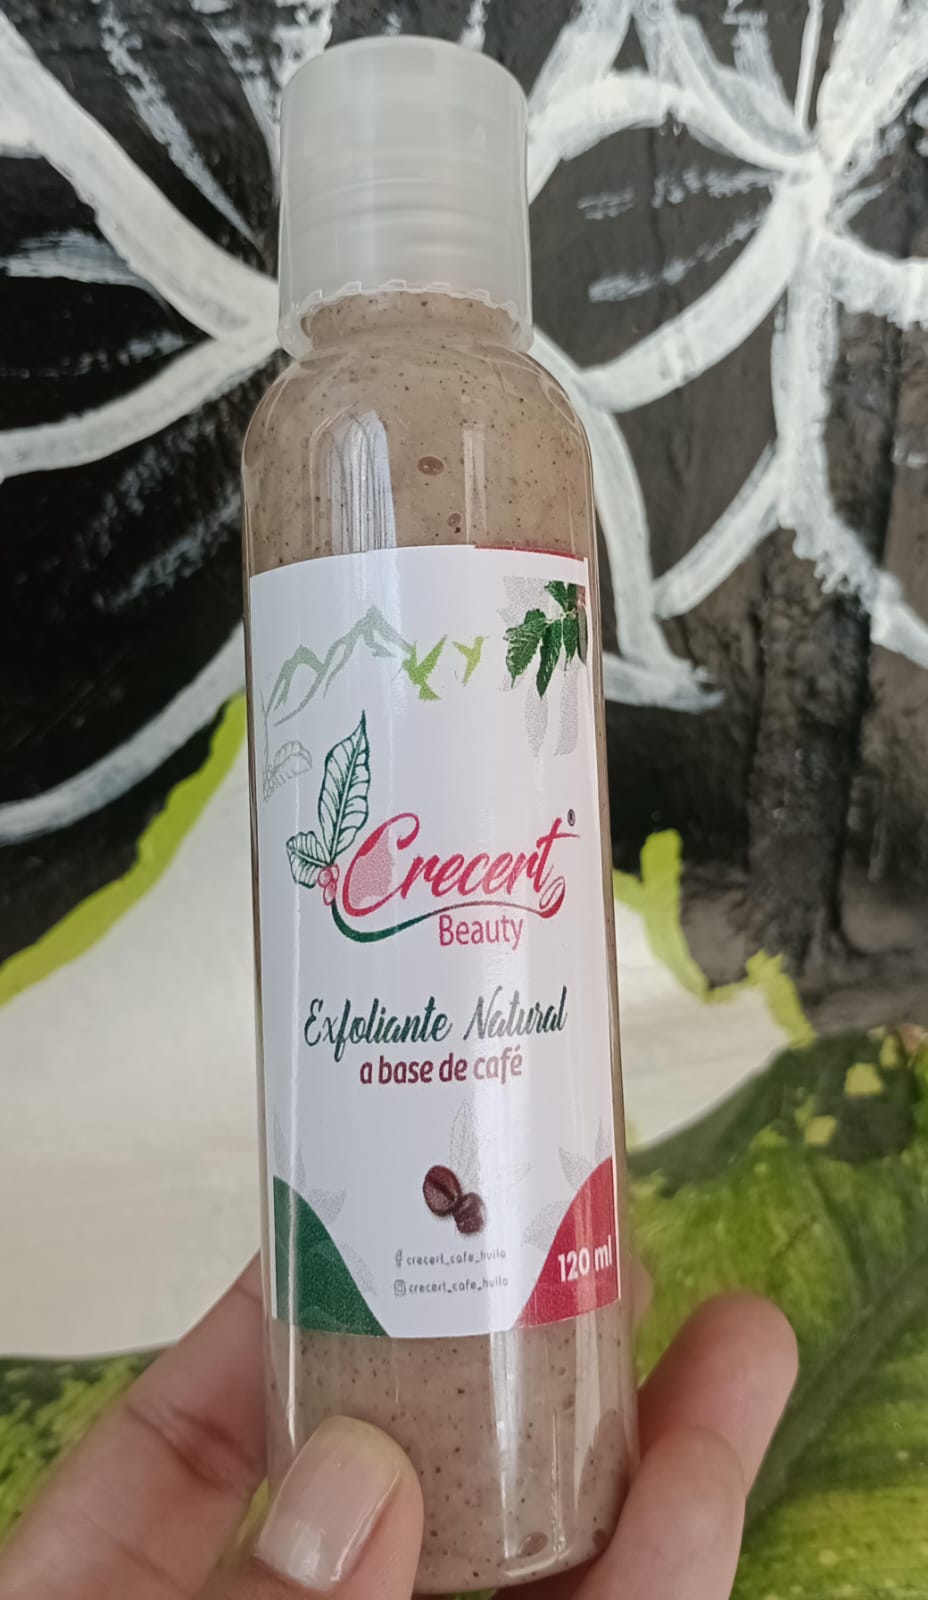 Crecert®
Beauty
Exfoliante Natural
a base de café
crecert_cafe_huila
crecert_cafe_huila
120 ml